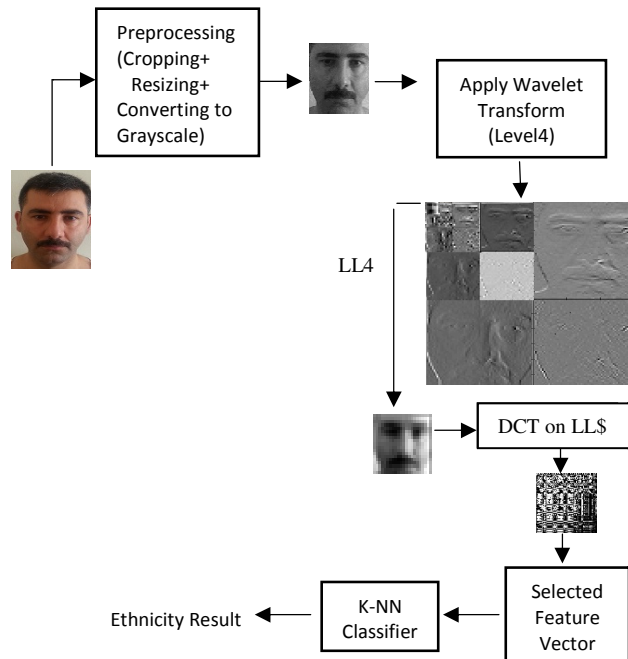 Preprocessing
(Cropping+
Resizing+
Converting to
Grayscale)
Apply Wavelet
Transform
(Level4)
LL4
DCT on LL$
Selected
Feature
Vector
K-NN
Classifier
Ethnicity Result